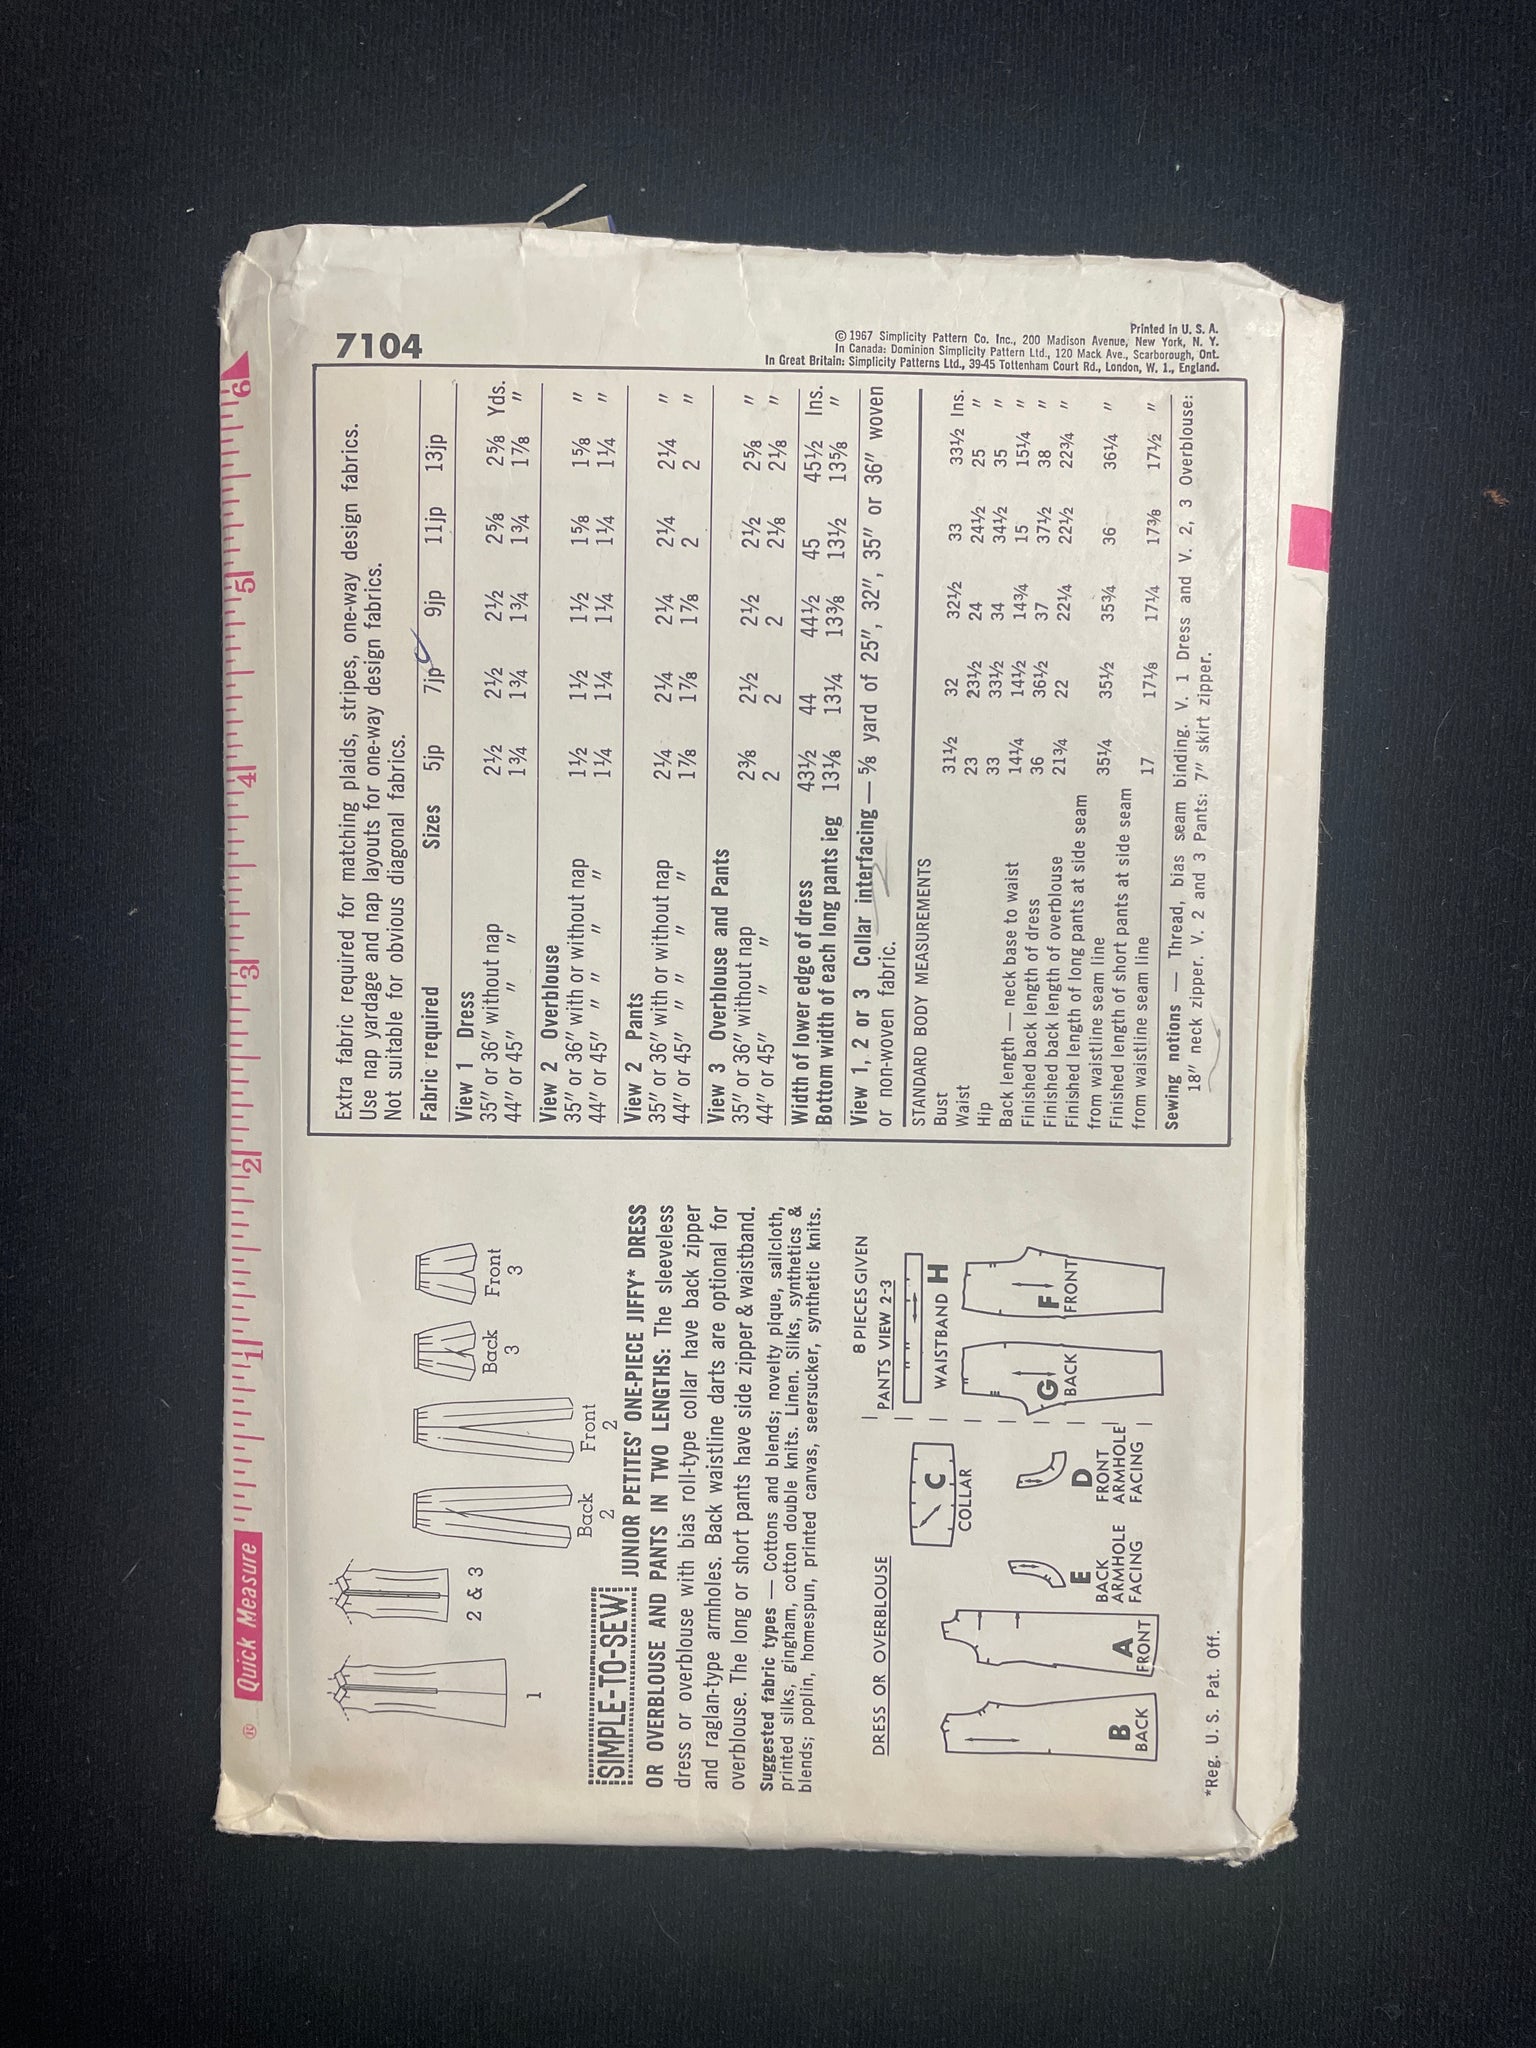 ® Quick Measure 1 2 3 4 5 6
1
2 & 3
Back
2
Front
2
Back
3
Front
3
SIMPLE-TO-SEW JUNIOR PETITES' ONE-PIECE JIFFY* DRESS
OR OVERBLOUSE AND PANTS IN TWO LENGTHS: The sleeveless
dress or overblouse with bias roll-type collar have back zipper
and raglan-type armholes. Back waistline darts are optional for
overblouse. The long or short pants have side zipper & waistband.
Suggested fabric types — Cottons and blends; novelty pique, sailcloth,
printed silks, gingham, cotton double knits. Linen. Silks, synthetics &
blends; poplin, homespun, printed canvas, seersucker, synthetic knits.
8 PIECES GIVEN
DRESS OR OVERBLOUSE
PANTS VIEW 2-3
B
BACK
A
FRONT
E
BACK
ARMHOLE
FACING
C
COLLAR
D
FRONT
ARMHOLE
FACING
WAISTBAND H
G
BACK
F
FRONT
*Reg. U. S. Pat. Off.
7104
Extra fabric required for matching plaids, stripes, one-way design fabrics.
Use nap yardage and nap layouts for one-way design fabrics.
Not suitable for obvious diagonal fabrics.
Fabric required Sizes 5jp 7jp 9jp 11jp 13jp
View 1 Dress
35" or 36" without nap 2½ 2½ 2½ 2⅝ 2⅝ Yds.
44" or 45" " " 1¾ 1¾ 1¾ 1¾ 1⅞ "
View 2 Overblouse
35" or 36" with or without nap 1½ 1½ 1½ 1⅝ 1⅝ "
44" or 45" " " " " 1¼ 1¼ 1¼ 1¼ 1¼ "
View 2 Pants
35" or 36" with or without nap 2¼ 2¼ 2¼ 2¼ 2¼ "
44" or 45" " " " " 1⅞ 1⅞ 1⅞ 2 2 "
View 3 Overblouse and Pants
35" or 36" without nap 2⅜ 2½ 2½ 2½ 2⅝ "
44" or 45" " " 2 2 2 2⅛ 2⅛ "
Width of lower edge of dress 43½ 44 44½ 45 45½ Ins.
Bottom width of each long pants leg 13⅛ 13¼ 13⅜ 13½ 13⅝ "
View 1, 2 or 3 Collar interfacing — ⅝ yard of 25", 32", 35" or 36" woven
or non-woven fabric.
STANDARD BODY MEASUREMENTS
Bust 31½ 32 32½ 33 33½ Ins.
Waist 23 23½ 24 24½ 25 "
Hip 33 33½ 34 34½ 35 "
Back length — neck base to waist 14¼ 14½ 14¾ 15 15¼ "
Finished back length of dress 36 36½ 37 37½ 38 "
Finished back length of overblouse 21¾ 22 22¼ 22½ 22¾ "
Finished length of long pants at side seam
from waistline seam line 35¼ 35½ 35¾ 36 36¼ "
Finished length of short pants at side seam
from waistline seam line 17 17⅛ 17¼ 17⅜ 17½ "
Sewing notions — Thread, bias seam binding. V. 1 Dress and V. 2, 3 Overblouse:
18" neck zipper. V. 2 and 3 Pants: 7" skirt zipper.
Printed in U. S. A.
© 1967 Simplicity Pattern Co. Inc., 200 Madison Avenue, New York, N. Y.
In Canada: Dominion Simplicity Pattern Ltd., 120 Mack Ave., Scarborough, Ont.
In Great Britain: Simplicity Patterns Ltd., 39-45 Tottenham Court Rd., London, W. 1., England.